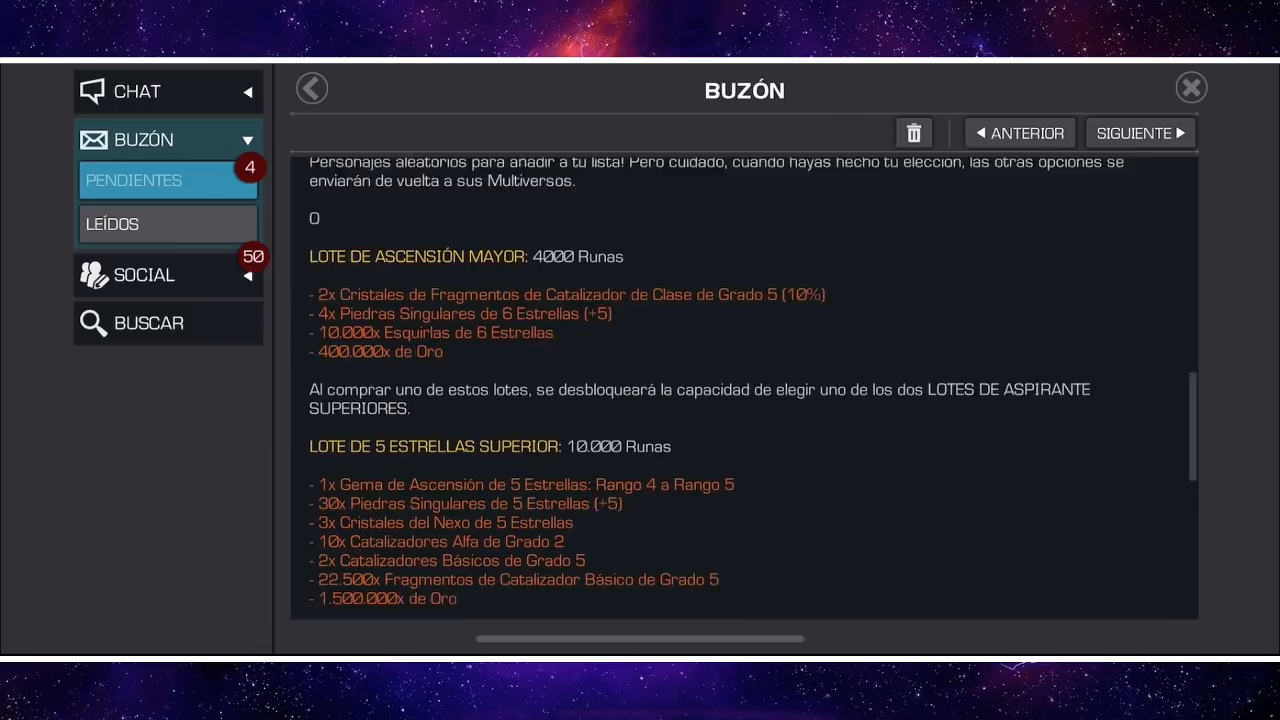 CHAT
BUZÓN
PENDIENTES
4
LEÍDOS
50
SOCIAL
BUSCAR
BUZÓN
ANTERIOR
SIGUIENTE
Personajes aleatorios para añadir a tu lista! Pero cuidado, cuando hayas hecho tu elección, las otras opciones se
enviarán de vuelta a sus Multiversos.
O
LOTE DE ASCENSIÓN MAYOR: 4000 Runas
- 2x Cristales de Fragmentos de Catalizador de Clase de Grado 5 (10%)
- 4x Piedras Singulares de 6 Estrellas (+5)
- 10.000x Esquirlas de 6 Estrellas
- 400.000x de Oro
Al comprar uno de estos lotes, se desbloqueará la capacidad de elegir uno de los dos LOTES DE ASPIRANTE
SUPERIORES.
LOTE DE 5 ESTRELLAS SUPERIOR: 10.000 Runas
- 1x Gema de Ascensión de 5 Estrellas: Rango 4 a Rango 5
- 30x Piedras Singulares de 5 Estrellas (+5)
- 3x Cristales del Nexo de 5 Estrellas
- 10x Catalizadores Alfa de Grado 2
- 2x Catalizadores Básicos de Grado 5
- 22.500x Fragmentos de Catalizador Básico de Grado 5
- 1.500.000x de Oro